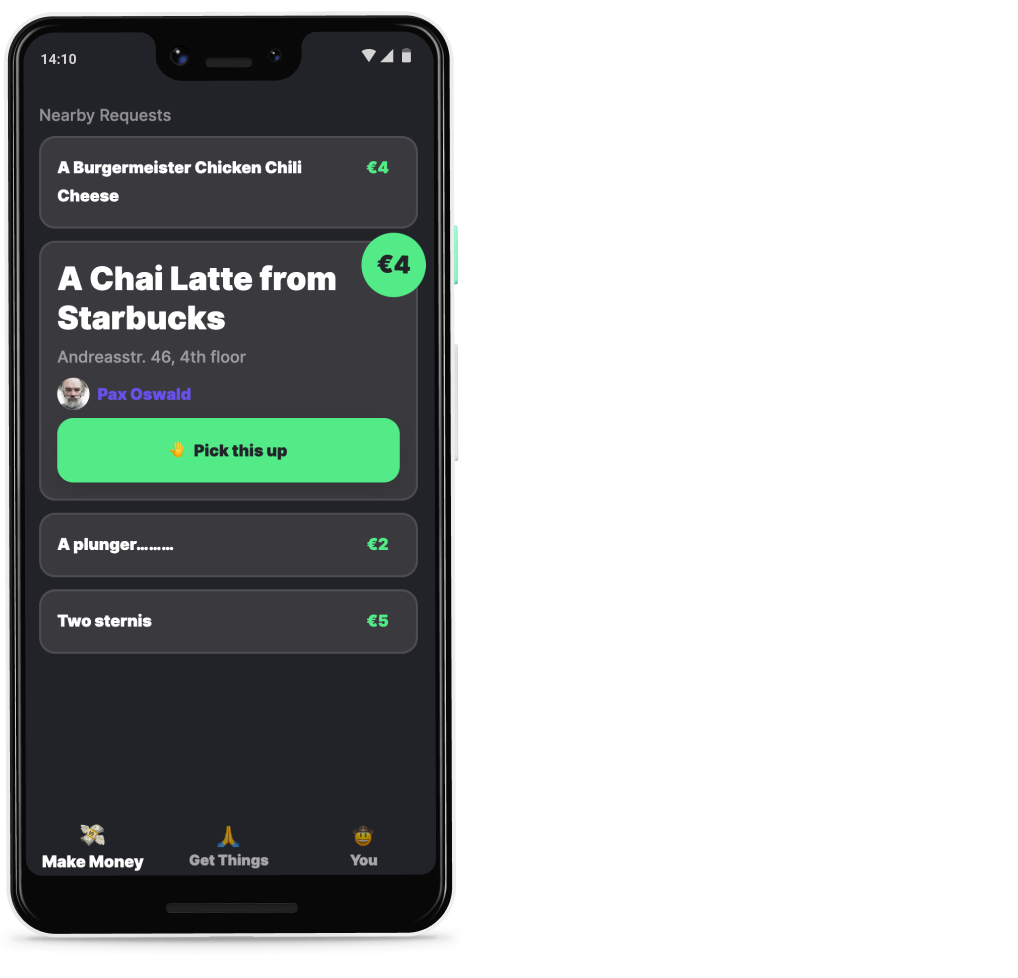 14:10
Nearby Requests
A Burgermeister Chicken Chili €4
Cheese
€4
A Chai Latte from
Starbucks
Andreasstr. 46, 4th floor
Pax Oswald
Pick this up
A plunger……… €2
Two sternis €5
Make Money Get Things You